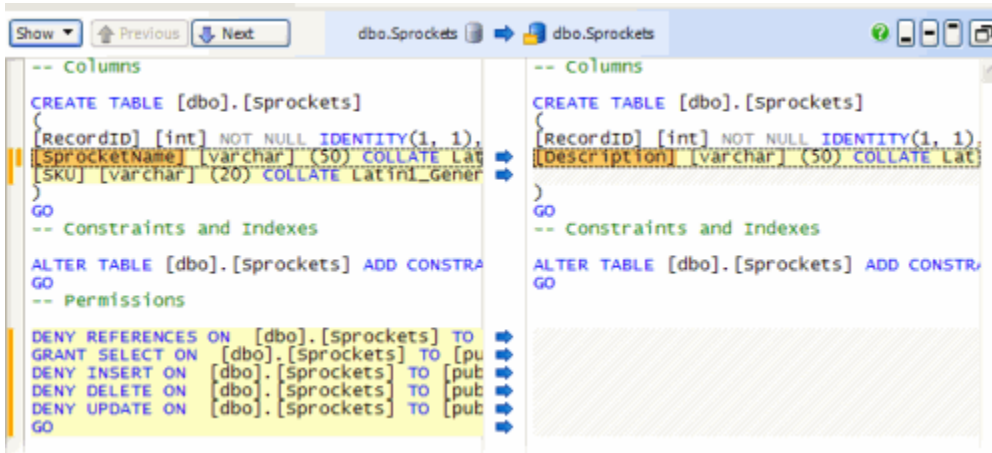 Show Previous Next dbo.Sprockets dbo.Sprockets
-- Columns
CREATE TABLE [dbo].[Sprockets]
(
[RecordID] [int] NOT NULL IDENTITY(1, 1),
[SprocketName] [varchar] (50) COLLATE Lat
[SKU] [varchar] (20) COLLATE Latin1_Gener
)
GO
-- Constraints and Indexes
ALTER TABLE [dbo].[Sprockets] ADD CONSTRA
GO
-- Permissions
DENY REFERENCES ON [dbo].[Sprockets] TO
GRANT SELECT ON [dbo].[Sprockets] TO [pu
DENY INSERT ON [dbo].[Sprockets] TO [pub
DENY DELETE ON [dbo].[Sprockets] TO [pub
DENY UPDATE ON [dbo].[Sprockets] TO [pub
GO
-- Columns
CREATE TABLE [dbo].[Sprockets]
(
[RecordID] [int] NOT NULL IDENTITY(1, 1),
[Description] [varchar] (50) COLLATE Lat
)
GO
-- Constraints and Indexes
ALTER TABLE [dbo].[Sprockets] ADD CONSTR
GO